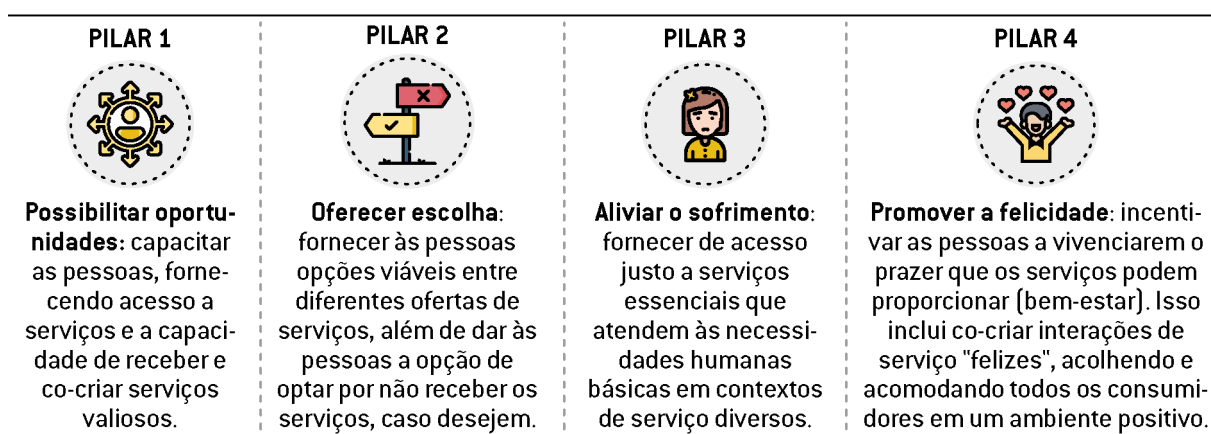 PILAR 1
Possibilitar oportu-
nidades: capacitar
as pessoas, forne-
cendo acesso a
serviços e a capaci-
dade de receber e
co-criar serviços
valiosos.
PILAR 2
Oferecer escolha:
fornecer às pessoas
opções viáveis entre
diferentes ofertas de
serviços, além de dar às
pessoas a opção de
optar por não receber os
serviços, caso desejem.
PILAR 3
Aliviar o sofrimento:
fornecer de acesso
justo a serviços
essenciais que
atendem às necessi-
dades humanas
básicas em contextos
de serviço diversos.
PILAR 4
Promover a felicidade: incenti-
var as pessoas a vivenciarem o
prazer que os serviços podem
proporcionar (bem-estar). Isso
inclui co-criar interações de
serviço "felizes", acolhendo e
acomodando todos os consumi-
dores em um ambiente positivo.